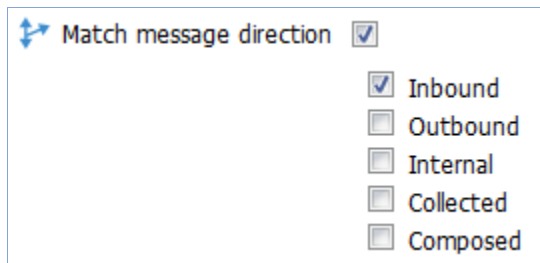 Match message direction
Inbound
Outbound
Internal
Collected
Composed